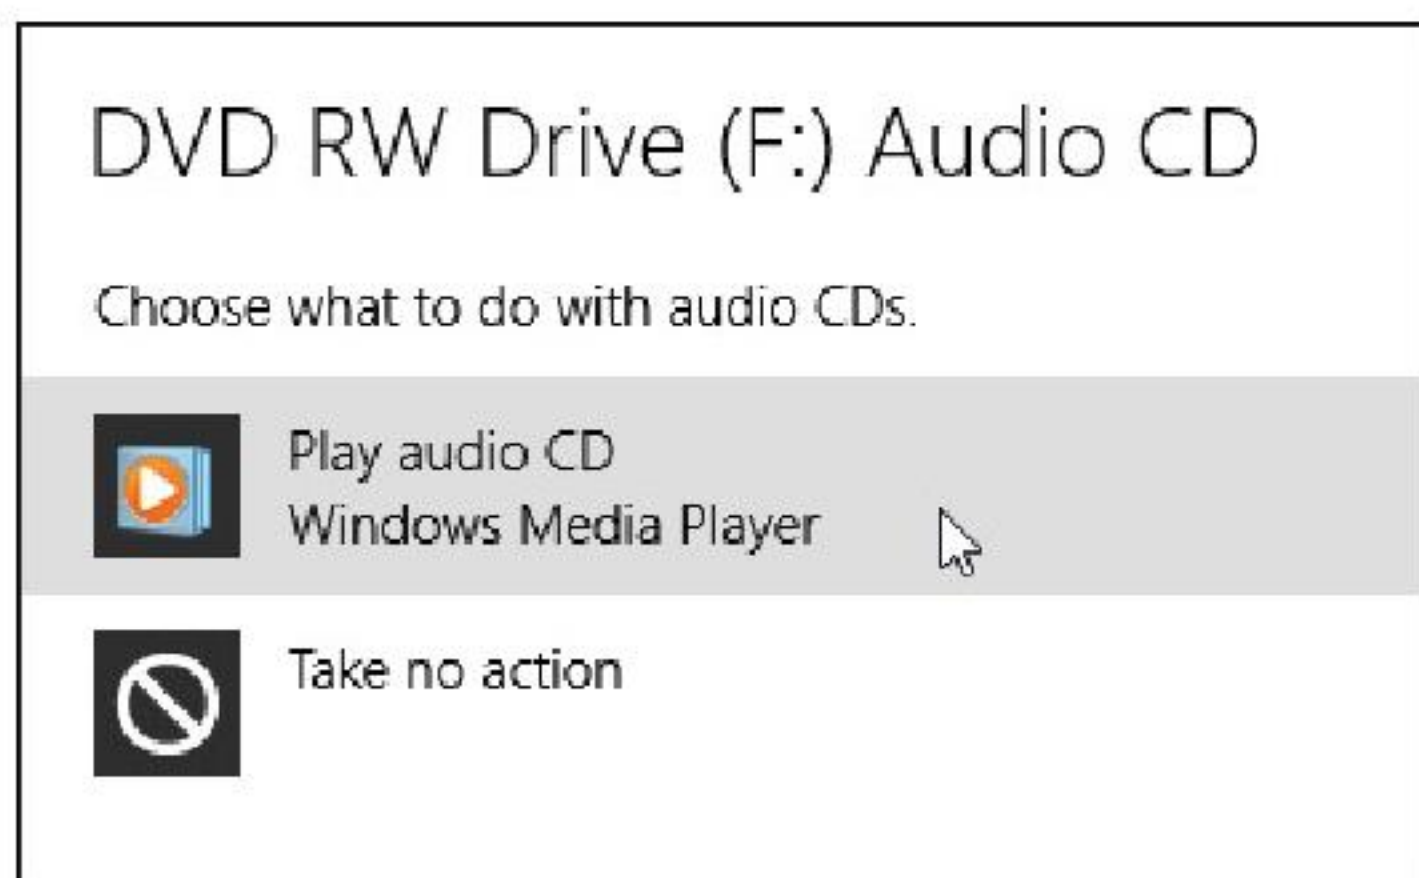 DVD RW Drive (F:) Audio CD
Choose what to do with audio CDs.
Play audio CD
Windows Media Player
Take no action